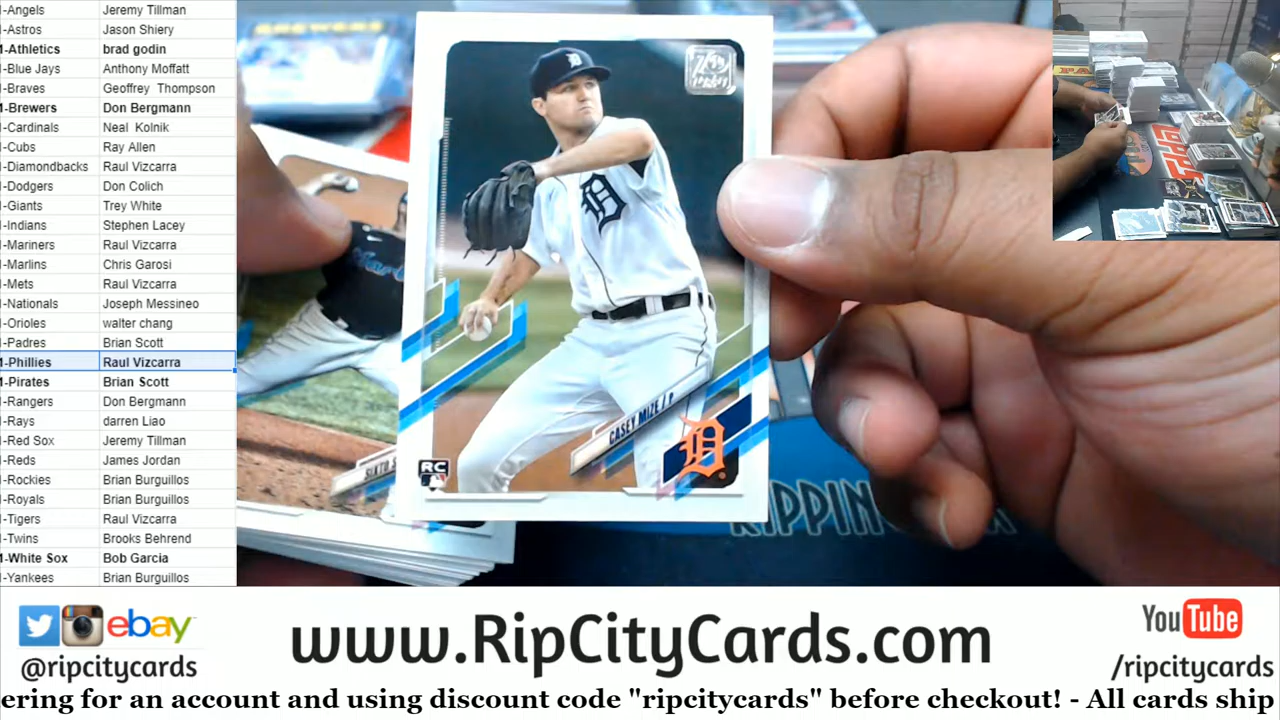 -Angels Jeremy Tillman
-Astros Jason Shiery
-Athletics brad godin
-Blue Jays Anthony Moffatt
-Braves Geoffrey Thompson
-Brewers Don Bergmann
-Cardinals Neal Kolnik
-Cubs Ray Allen
-Diamondbacks Raul Vizcarra
-Dodgers Don Colich
-Giants Trey White
-Indians Stephen Lacey
-Mariners Raul Vizcarra
-Marlins Chris Garosi
-Mets Raul Vizcarra
-Nationals Joseph Messineo
-Orioles walter chang
-Padres Brian Scott
-Phillies Raul Vizcarra
-Pirates Brian Scott
-Rangers Don Bergmann
-Rays darren Liao
-Red Sox Jeremy Tillman
-Reds James Jordan
-Rockies Brian Burguillos
-Royals Brian Burguillos
-Tigers Raul Vizcarra
-Twins Brooks Behrend
-White Sox Bob Garcia
-Yankees Brian Burguillos
BREWERS
D
D
CASEY MIZE / P
D
RC
SIXTO S
RIPPIN
TOPPS
ebay
@ripcitycards
www.RipCityCards.com
YouTube
/ripcitycards
ering for an account and using discount code "ripcitycards" before checkout! - All cards ship